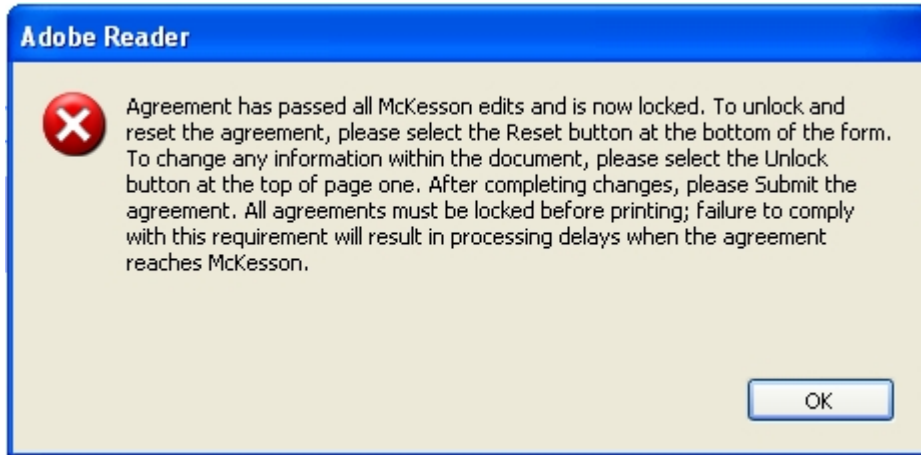 Adobe Reader
Agreement has passed all McKesson edits and is now locked. To unlock and
reset the agreement, please select the Reset button at the bottom of the form.
To change any information within the document, please select the Unlock
button at the top of page one. After completing changes, please Submit the
agreement. All agreements must be locked before printing; failure to comply
with this requirement will result in processing delays when the agreement
reaches McKesson.
OK